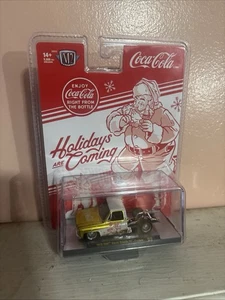 14+
M2
Coca-Cola
ENJOY
Coca-Cola
RIGHT FROM
THE BOTTLE
Holidays
ARE Coming